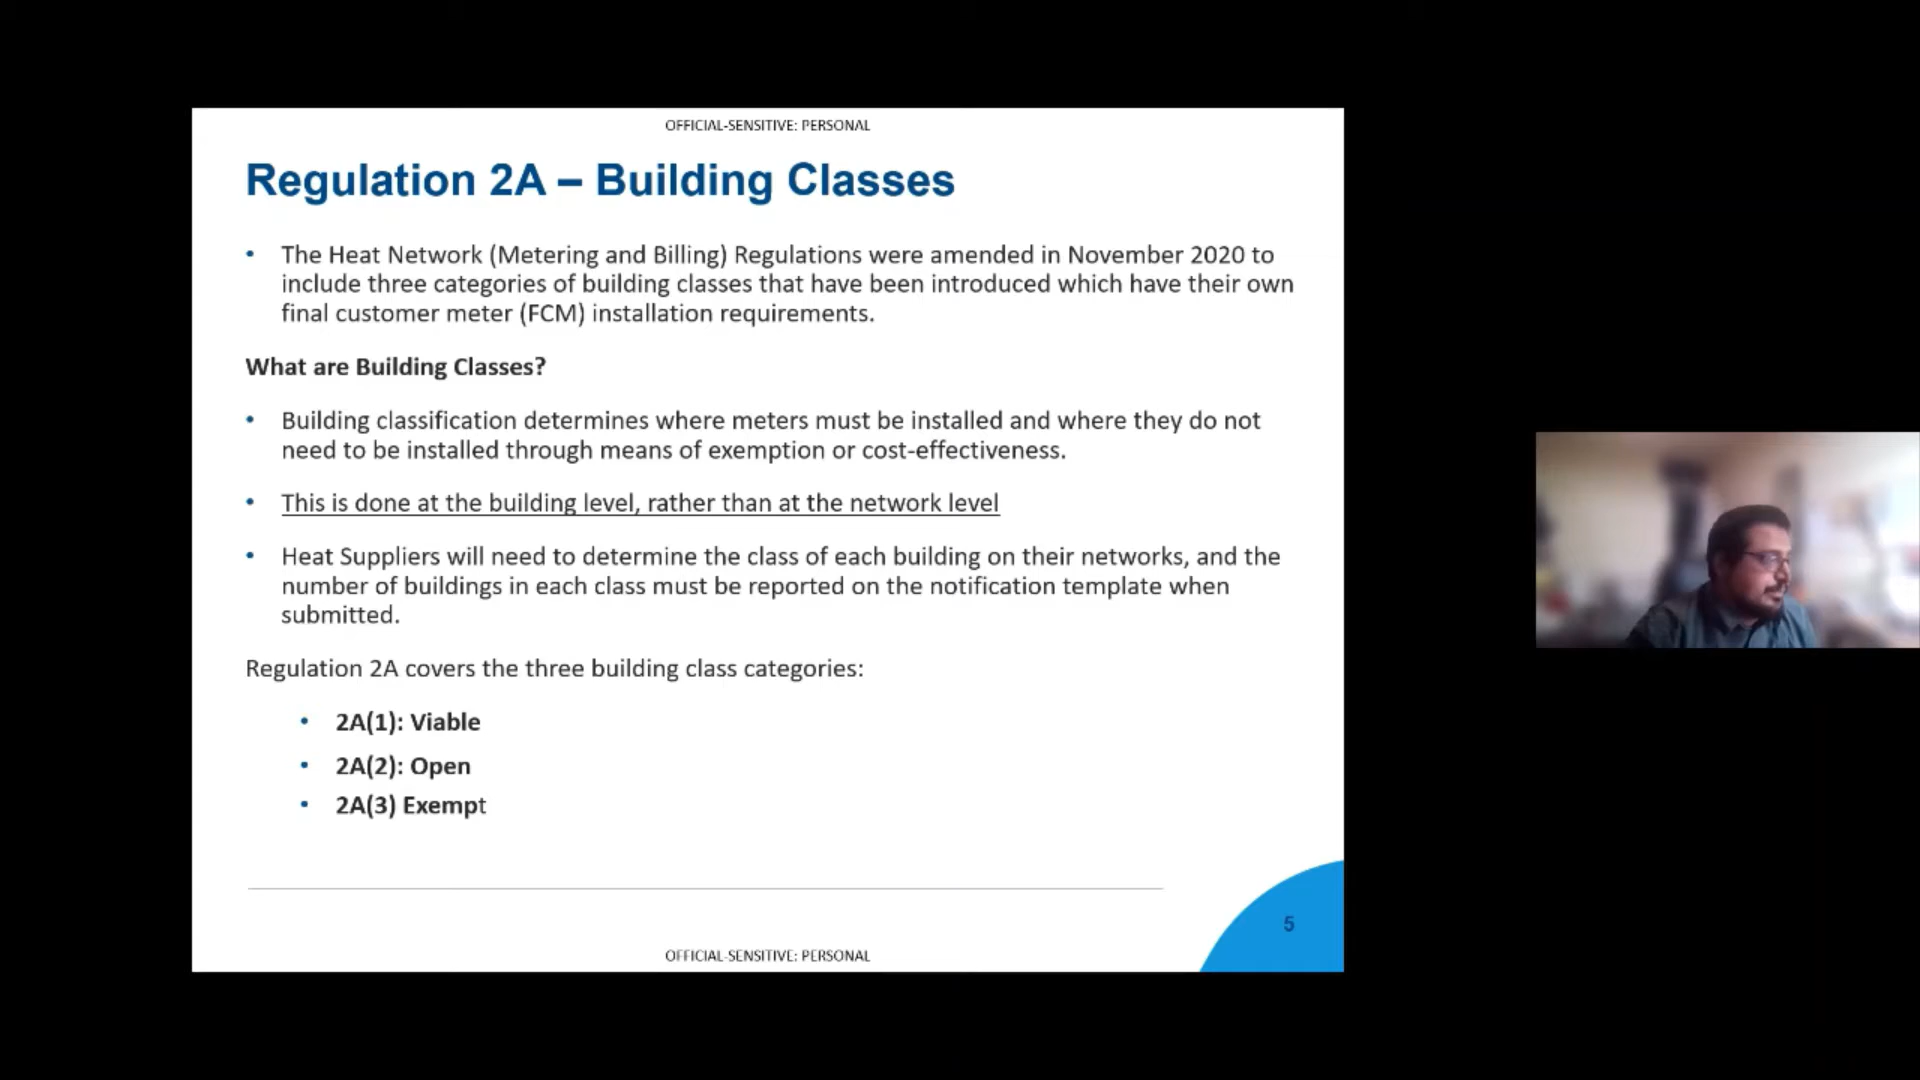 OFFICIAL-SENSITIVE: PERSONAL
Regulation 2A – Building Classes
• The Heat Network (Metering and Billing) Regulations were amended in November 2020 to
include three categories of building classes that have been introduced which have their own
final customer meter (FCM) installation requirements.
What are Building Classes?
• Building classification determines where meters must be installed and where they do not
need to be installed through means of exemption or cost-effectiveness.
• This is done at the building level, rather than at the network level
• Heat Suppliers will need to determine the class of each building on their networks, and the
number of buildings in each class must be reported on the notification template when
submitted.
Regulation 2A covers the three building class categories:
• 2A(1): Viable
• 2A(2): Open
• 2A(3) Exempt
5
OFFICIAL-SENSITIVE: PERSONAL